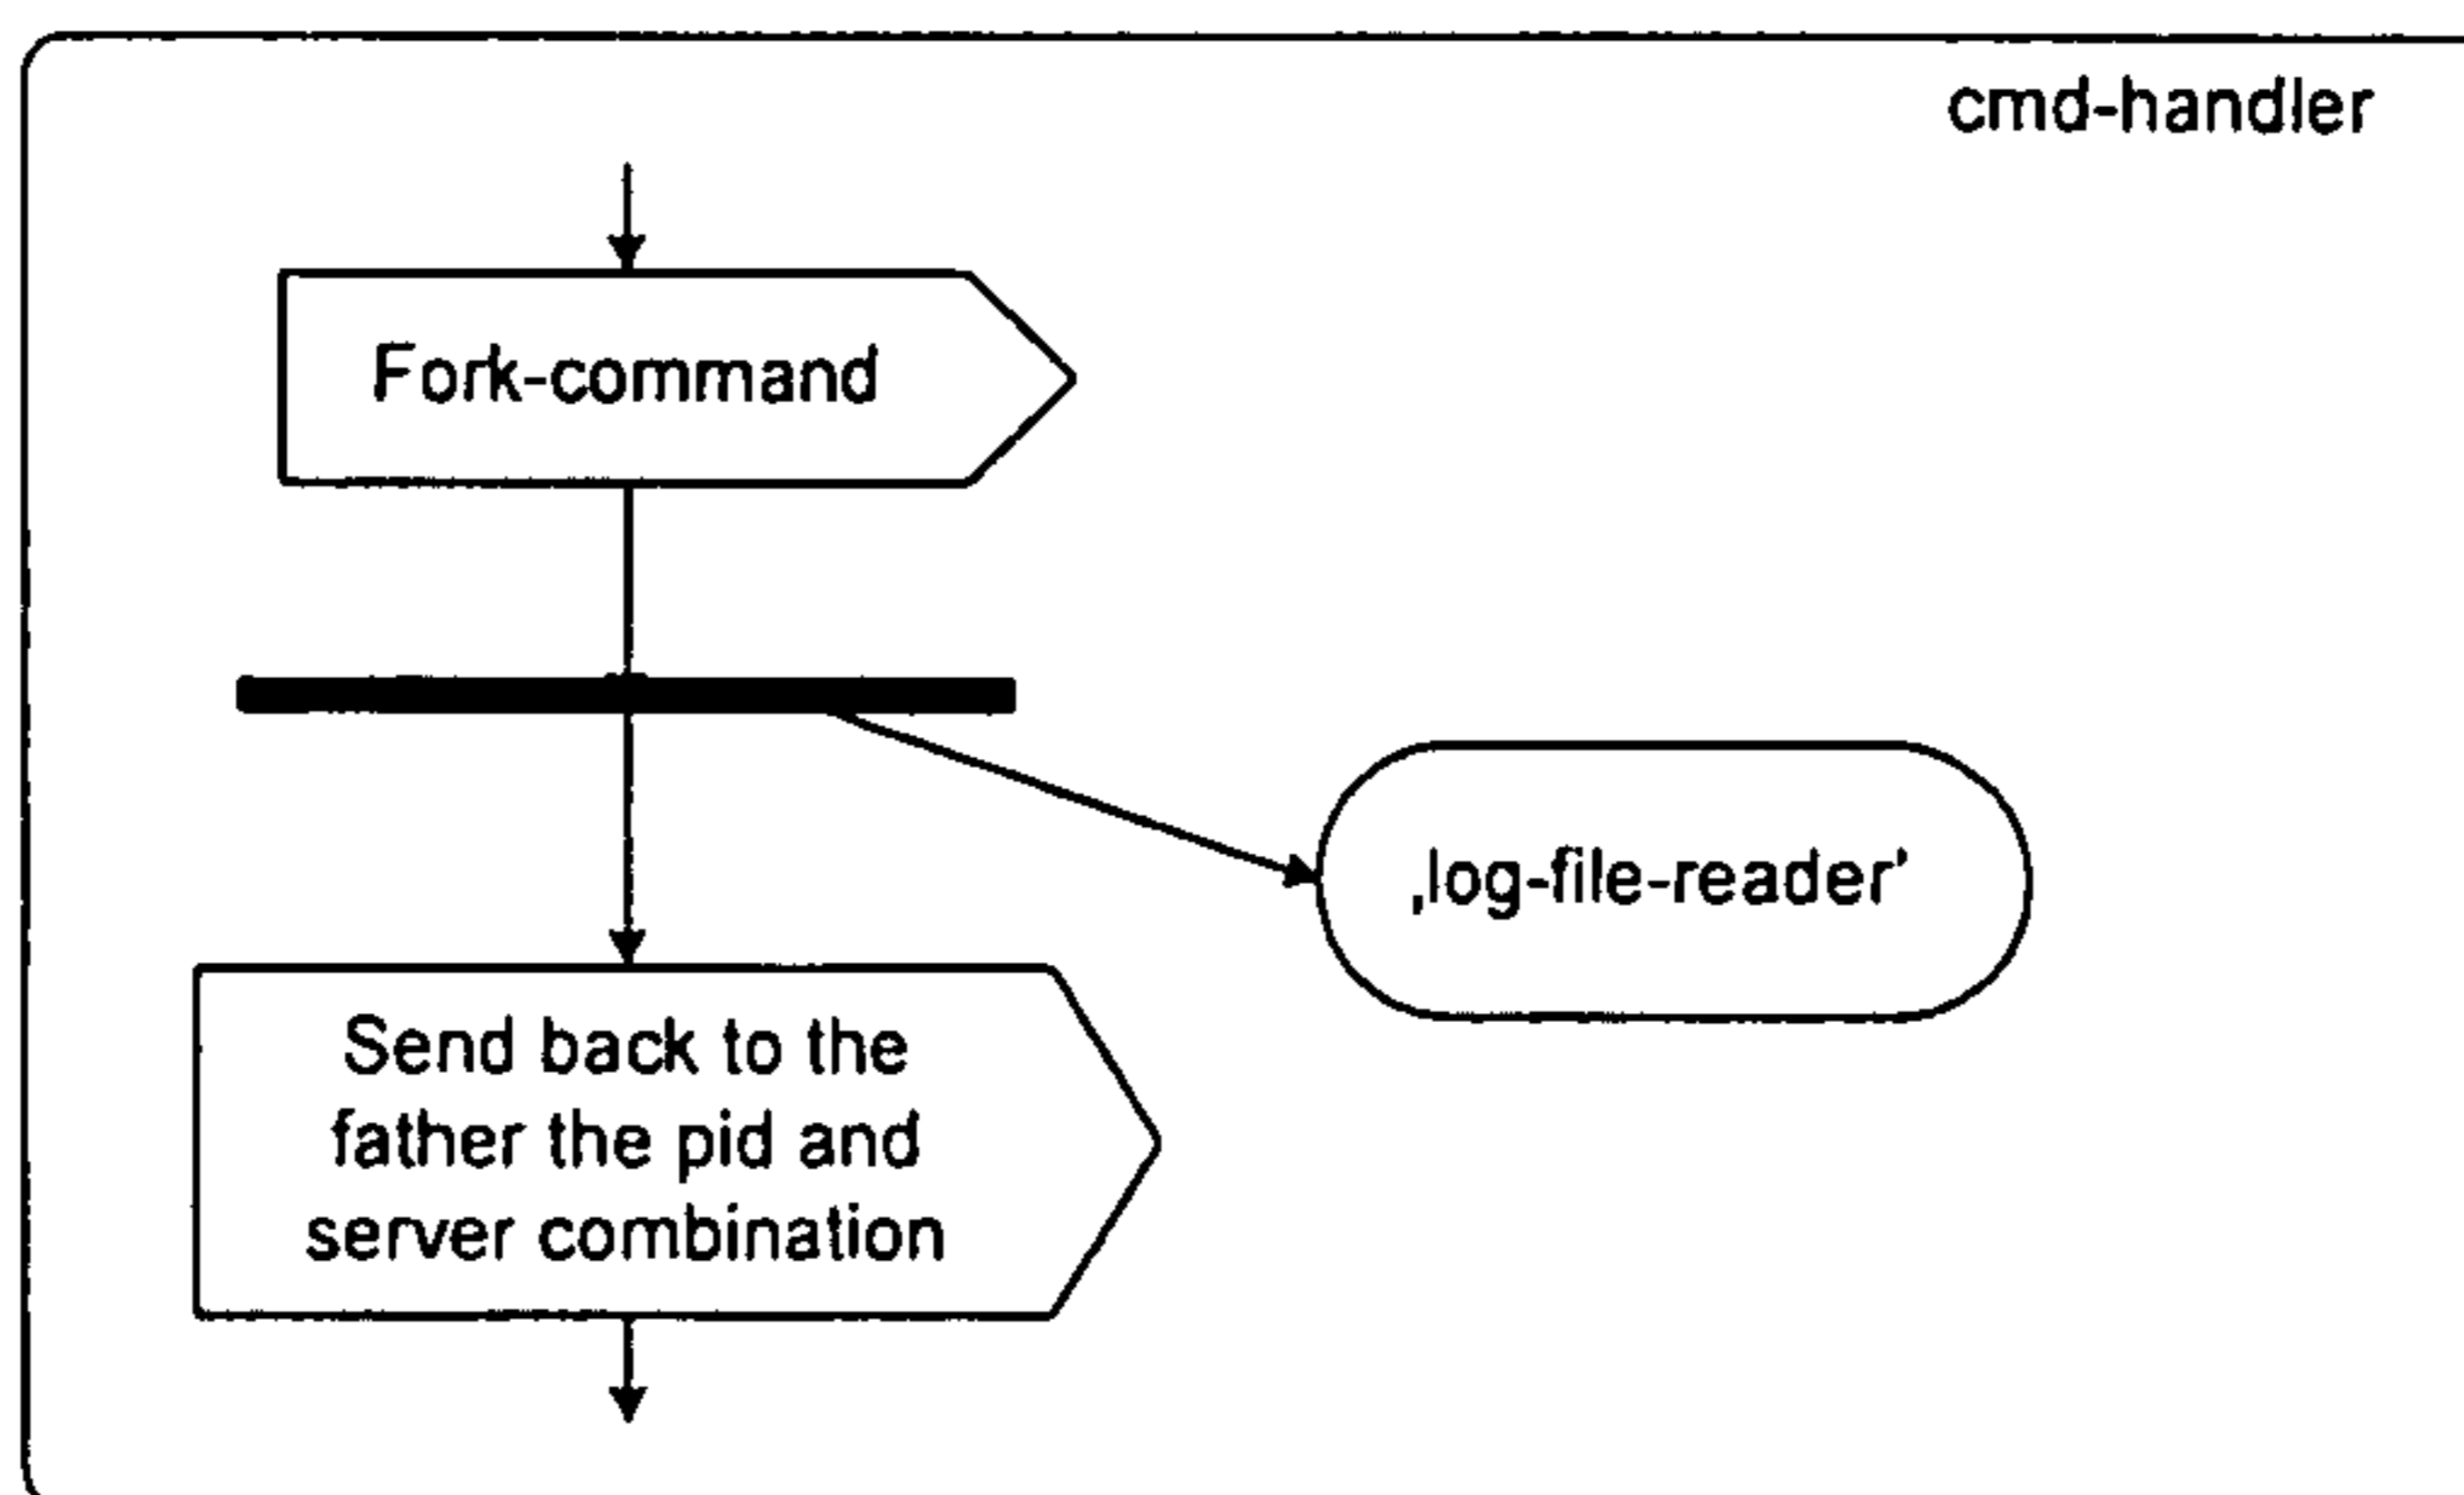 cmd-handler
Fork-command
‚log-file-reader‘
Send back to the
father the pid and
server combination